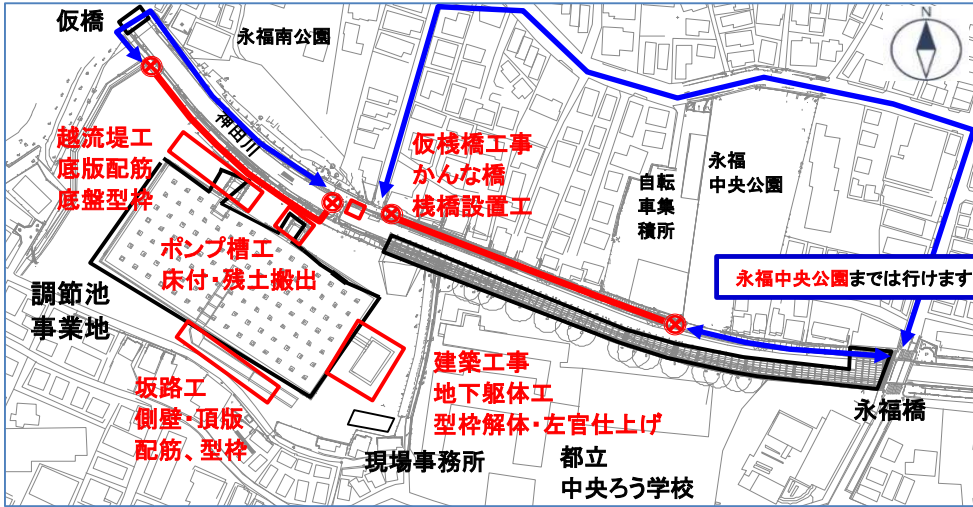 仮橋
永福南公園
N
神田川
越流堤工
底版配筋
底盤型枠
仮桟橋工事
かんな橋
桟橋設置工
永福
中央公園
自転
車集
積所
ポンプ槽工
床付・残土搬出
永福中央公園までは行けます
調節池
事業地
建築工事
地下躯体工
型枠解体・左官仕上げ
坂路工
側壁・頂版
配筋、型枠
永福橋
現場事務所
都立
中央ろう学校